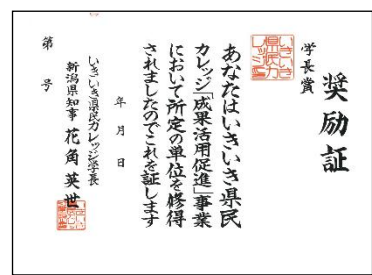 奨励証
学長賞
あなたはいきいき県民
カレッジ「成果活用促進」事業
において所定の単位を修得
されましたのでこれを証します
年 月 日
いきいき県民カレッジ学長
新潟県知事 花角英世
第 号